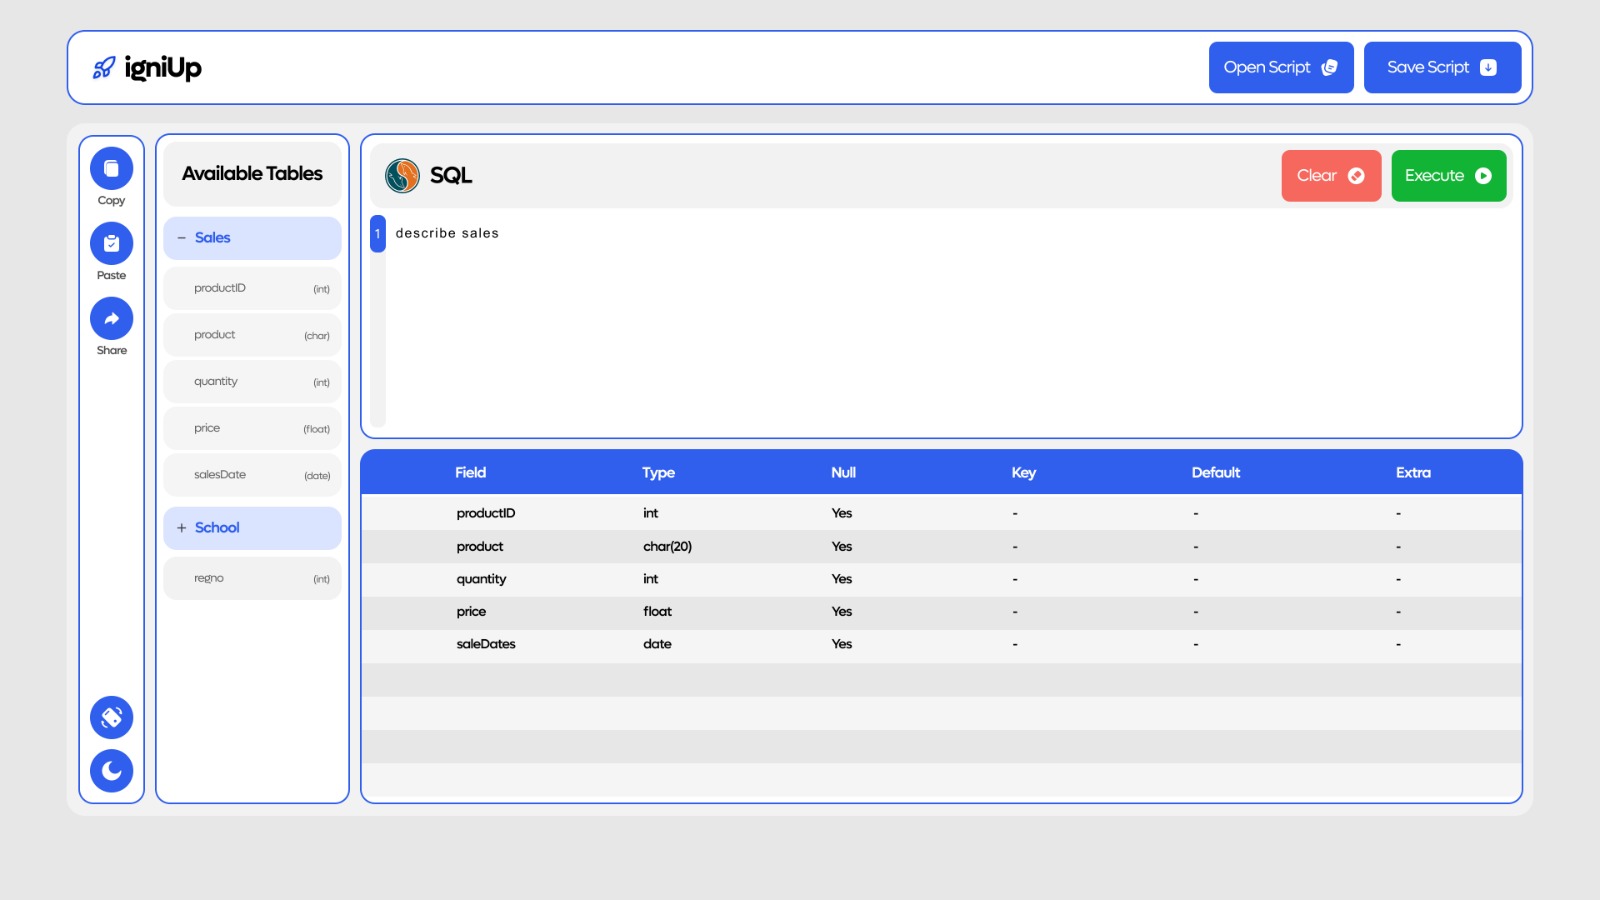 igniUp
Open Script
Save Script
Copy
Paste
Share
Available Tables
− Sales
productID (int)
product (char)
quantity (int)
price (float)
salesDate (date)
+ School
regno (int)
SQL
Clear
Execute
1 describe sales
Field Type Null Key Default Extra
productID int Yes - - -
product char(20) Yes - - -
quantity int Yes - - -
price float Yes - - -
saleDates date Yes - - -